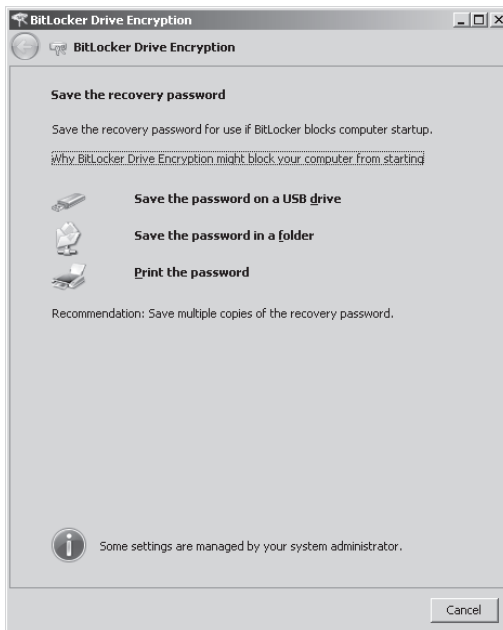 BitLocker Drive Encryption
BitLocker Drive Encryption
Save the recovery password
Save the recovery password for use if BitLocker blocks computer startup.
Why BitLocker Drive Encryption might block your computer from starting
Save the password on a USB drive
Save the password in a folder
Print the password
Recommendation: Save multiple copies of the recovery password.
Some settings are managed by your system administrator.
Cancel